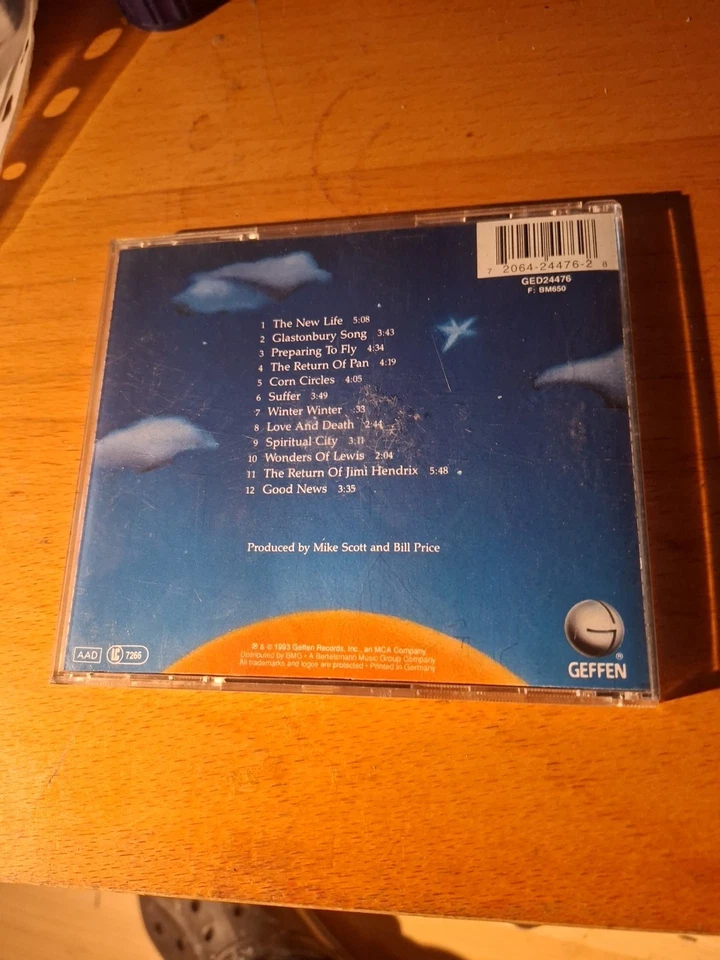 7 2064-24476-2 8
GED24476
F: BM650
1 The New Life 5:08
2 Glastonbury Song 3:43
3 Preparing To Fly 4:34
4 The Return Of Pan 4:19
5 Corn Circles 4:05
6 Suffer 3:49
7 Winter Winter :33
8 Love And Death 2:44
9 Spiritual City 3:11
10 Wonders Of Lewis 2:04
11 The Return Of Jimi Hendrix 5:48
12 Good News 3:35
Produced by Mike Scott and Bill Price
℗ & © 1993 Geffen Records, Inc., an MCA Company
Distributed by BMG • A Bertelsmann Music Group Company
All trademarks and logos are protected • Printed in Germany
AAD LC 7266
G
GEFFEN®